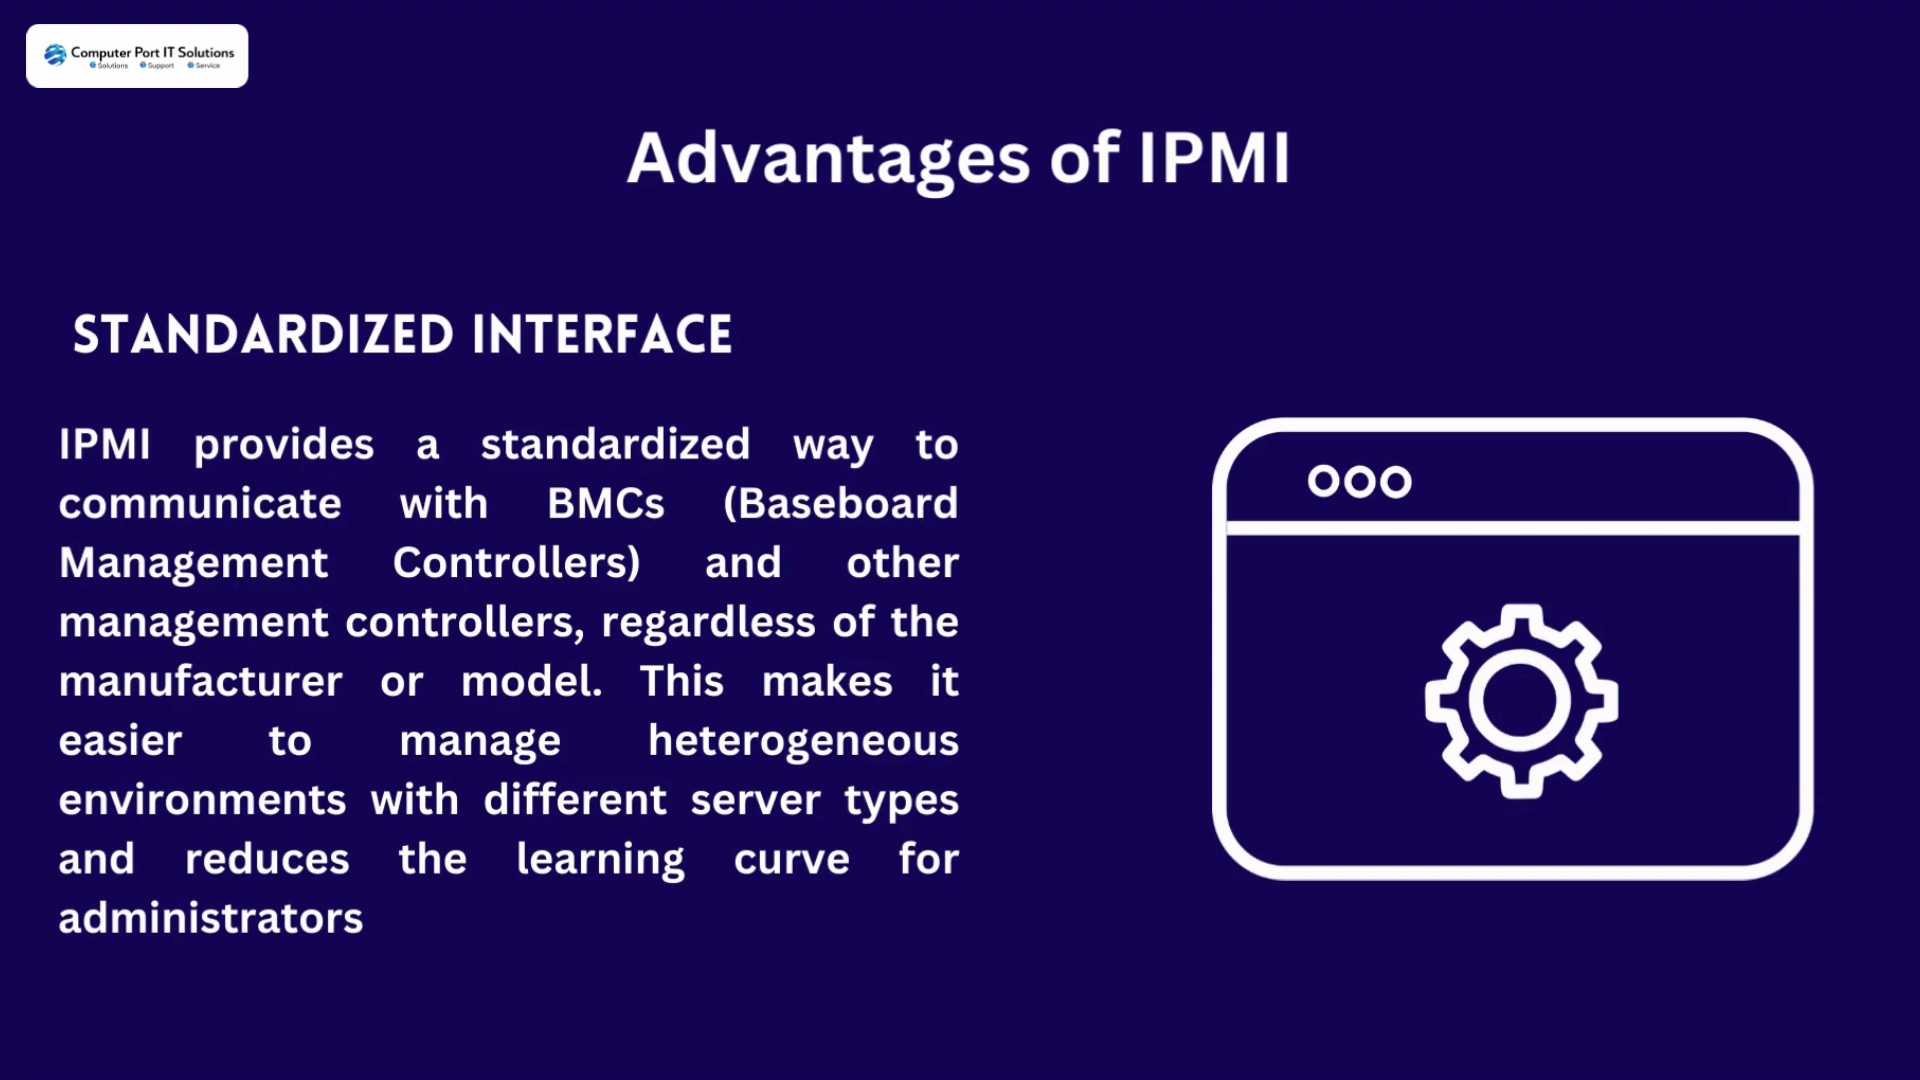 Computer Port IT Solutions
Solutions Support Service
Advantages of IPMI
STANDARDIZED INTERFACE
IPMI provides a standardized way to
communicate with BMCs (Baseboard
Management Controllers) and other
management controllers, regardless of the
manufacturer or model. This makes it
easier to manage heterogeneous
environments with different server types
and reduces the learning curve for
administrators